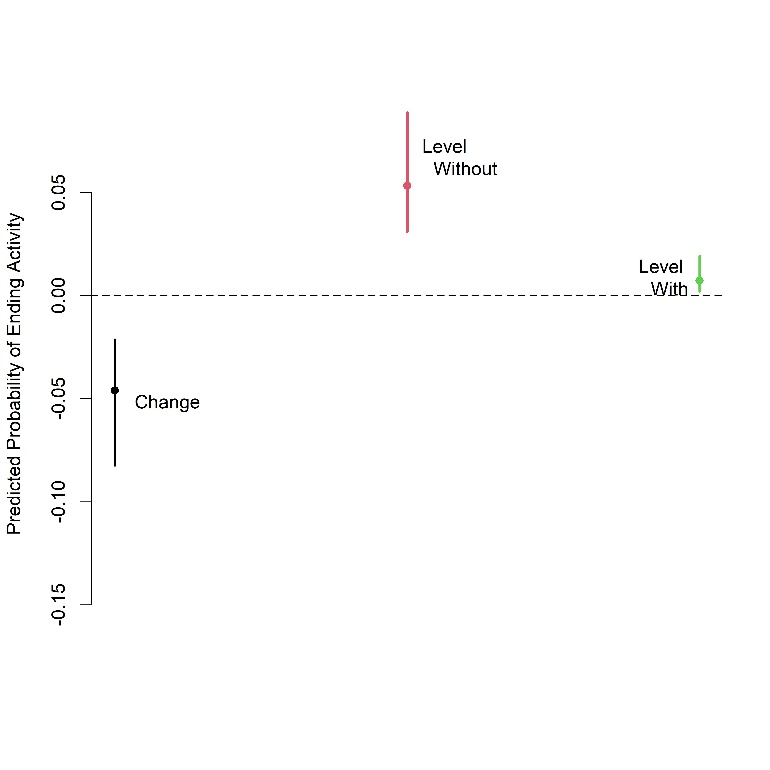 Predicted Probability of Ending Activity
0.05
0.00
-0.05
-0.10
-0.15
Level
Without
Level
With
Change